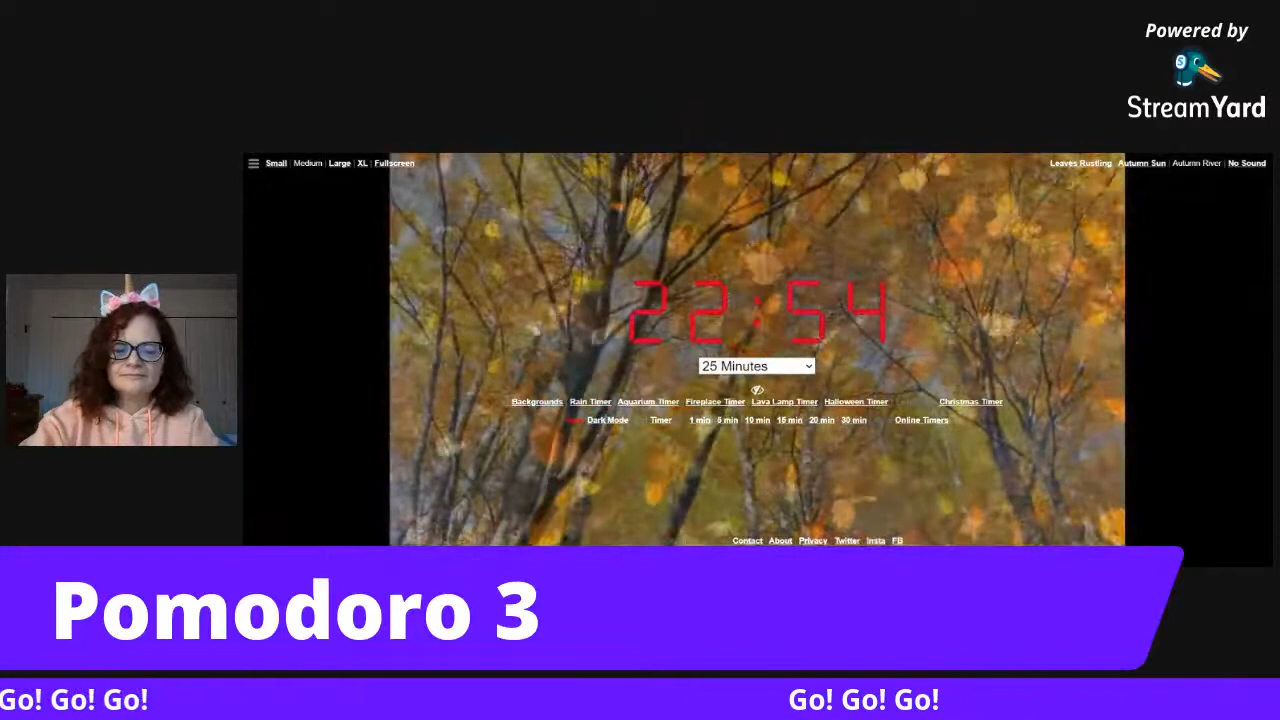 Powered by
StreamYard
Small | Medium | Large | XL | Fullscreen
Leaves Rustling Autumn Sun | Autumn River | No Sound
22:54
25 Minutes
Backgrounds Rain Timer Aquarium Timer Fireplace Timer Lava Lamp Timer Halloween Timer Christmas Timer
Dark Mode Timer 1 min 5 min 10 min 15 min 20 min 30 min Online Timers
Contact About Privacy Twitter Insta FB
Pomodoro 3
Go! Go! Go! Go! Go! Go!